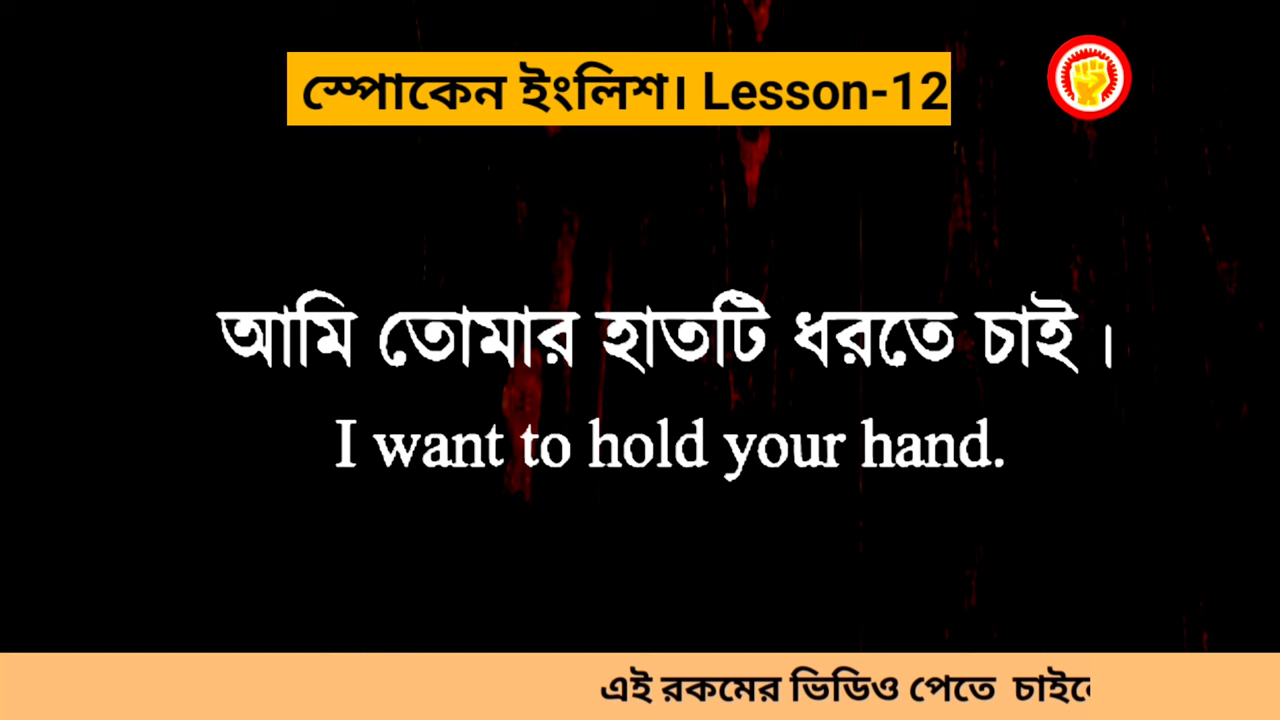 স্পোকেন ইংলিশ। Lesson-12
আমি তোমার হাতটি ধরতে চাই।
I want to hold your hand.
এই রকমের ভিডিও পেতে